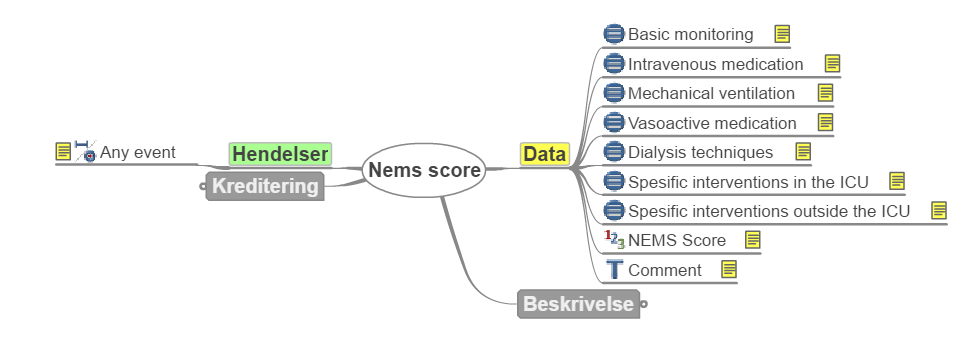 Basic monitoring
Intravenous medication
Mechanical ventilation
Vasoactive medication
Any event
Hendelser
Nems score
Data
Dialysis techniques
Kreditering
Spesific interventions in the ICU
Spesific interventions outside the ICU
123 NEMS Score
T Comment
Beskrivelse